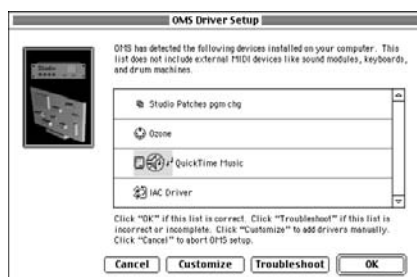 OMS Driver Setup
Studio
OMS has detected the following devices installed on your computer. This
list does not include external MIDI devices like sound modules, keyboards,
and drum machines.
Studio Patches pgm chg
Ozone
QuickTime Music
IAC Driver
Click "OK" if this list is correct. Click "Troubleshoot" if this list is
incorrect or incomplete. Click "Customize" to add drivers manually.
Click "Cancel" to abort OMS setup.
Cancel
Customize
Troubleshoot
OK